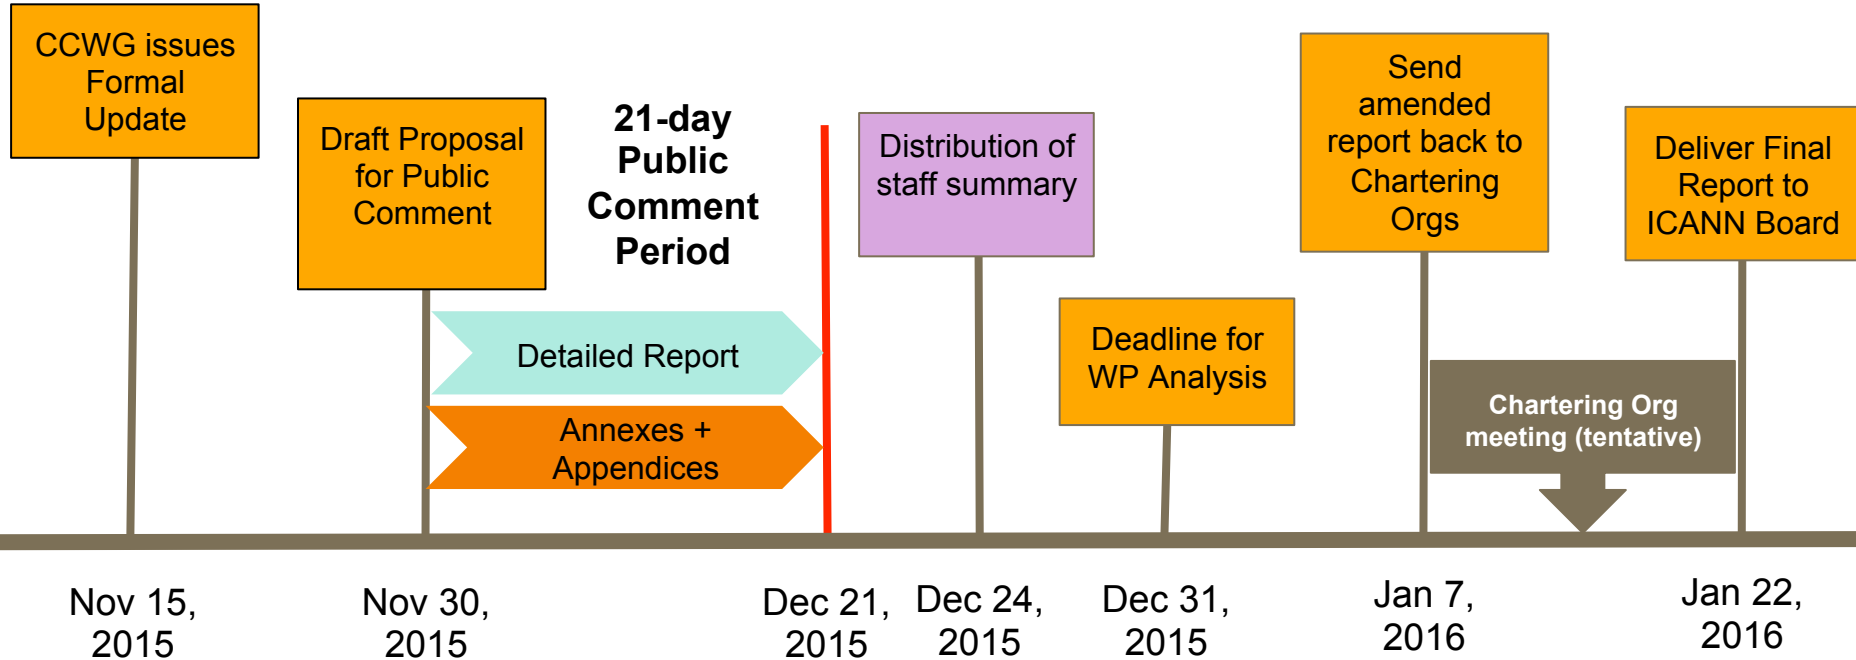 CCWG issues
Formal
Update
Draft Proposal
for Public
Comment
21-day
Public
Comment
Period
Detailed Report
Annexes +
Appendices
Distribution of
staff summary
Deadline for
WP Analysis
Send
amended
report back to
Chartering
Orgs
Chartering Org
meeting (tentative)
Deliver Final
Report to
ICANN Board
Nov 15,
2015
Nov 30,
2015
Dec 21,
2015
Dec 24,
2015
Dec 31,
2015
Jan 7,
2016
Jan 22,
2016